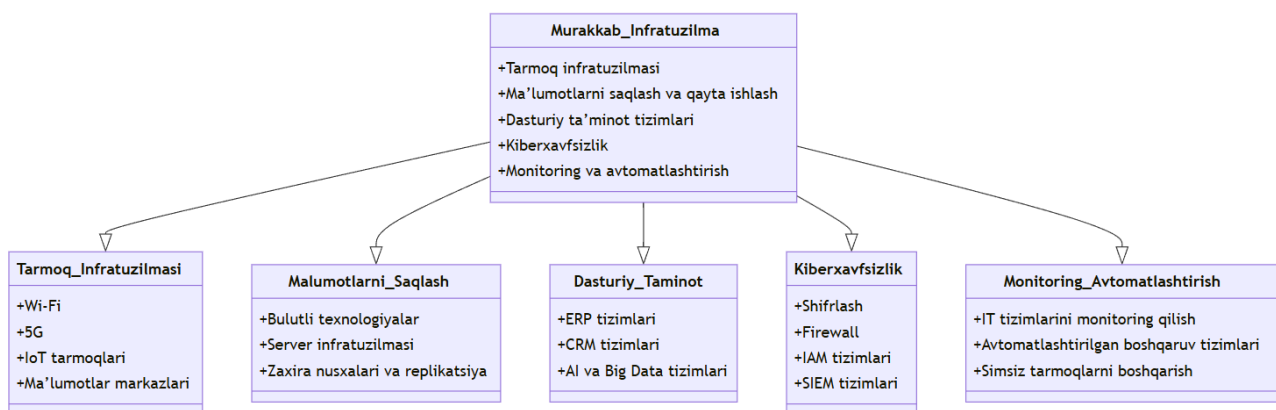 Murakkab_Infratuzilma
+Tarmoq infratuzilmasi
+Ma’lumotlarni saqlash va qayta ishlash
+Dasturiy ta’minot tizimlari
+Kiberxavfsizlik
+Monitoring va avtomatlashtirish
Tarmoq_Infratuzilmasi
+Wi-Fi
+5G
+IoT tarmoqlari
+Ma’lumotlar markazlari
Malumotlarni_Saqlash
+Bulutli texnologiyalar
+Server infratuzilmasi
+Zaxira nusxalari va replikatsiya
Dasturiy_Taminot
+ERP tizimlari
+CRM tizimlari
+AI va Big Data tizimlari
Kiberxavfsizlik
+Shifrlash
+Firewall
+IAM tizimlari
+SIEM tizimlari
Monitoring_Avtomatlashtirish
+IT tizimlarini monitoring qilish
+Avtomatlashtirilgan boshqaruv tizimlari
+Simsiz tarmoqlarni boshqarish